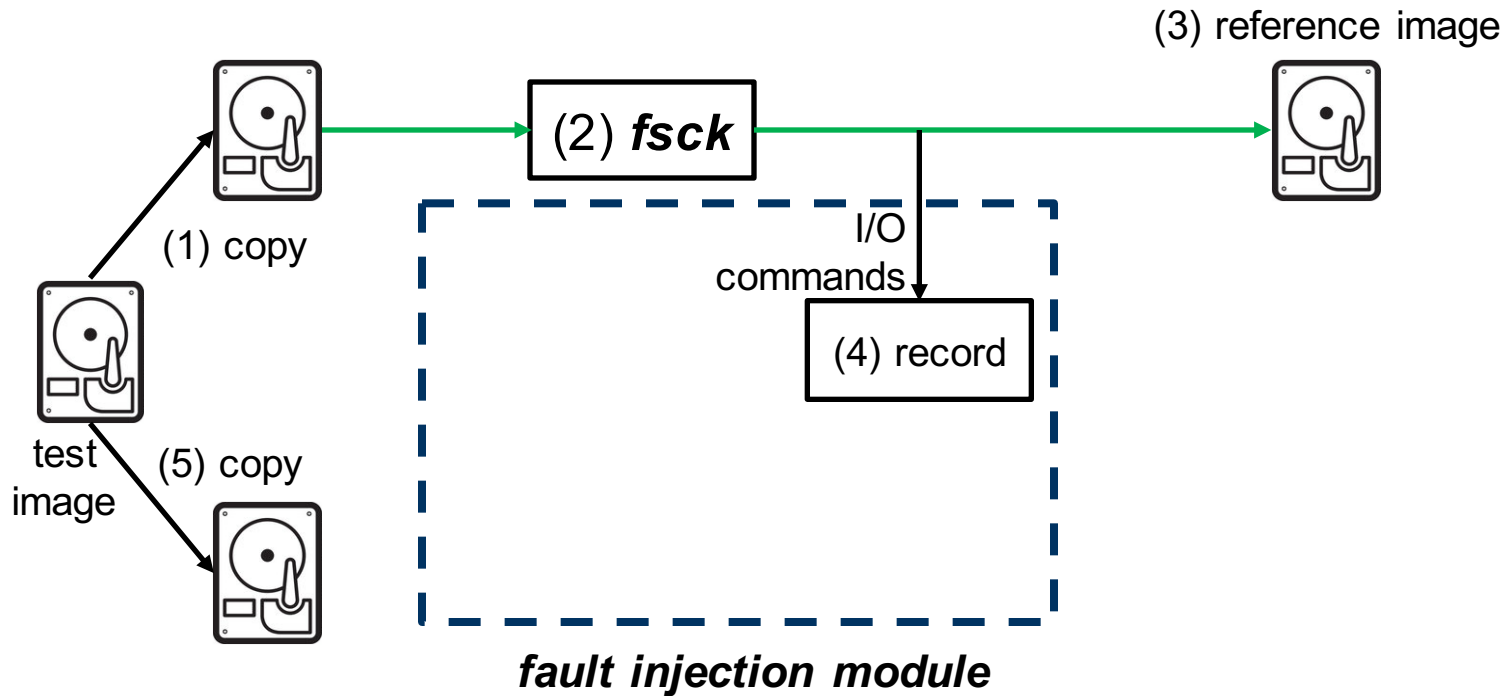 (3) reference image
(2) fsck
(1) copy
I/O
commands
(4) record
test
image
(5) copy
fault injection module